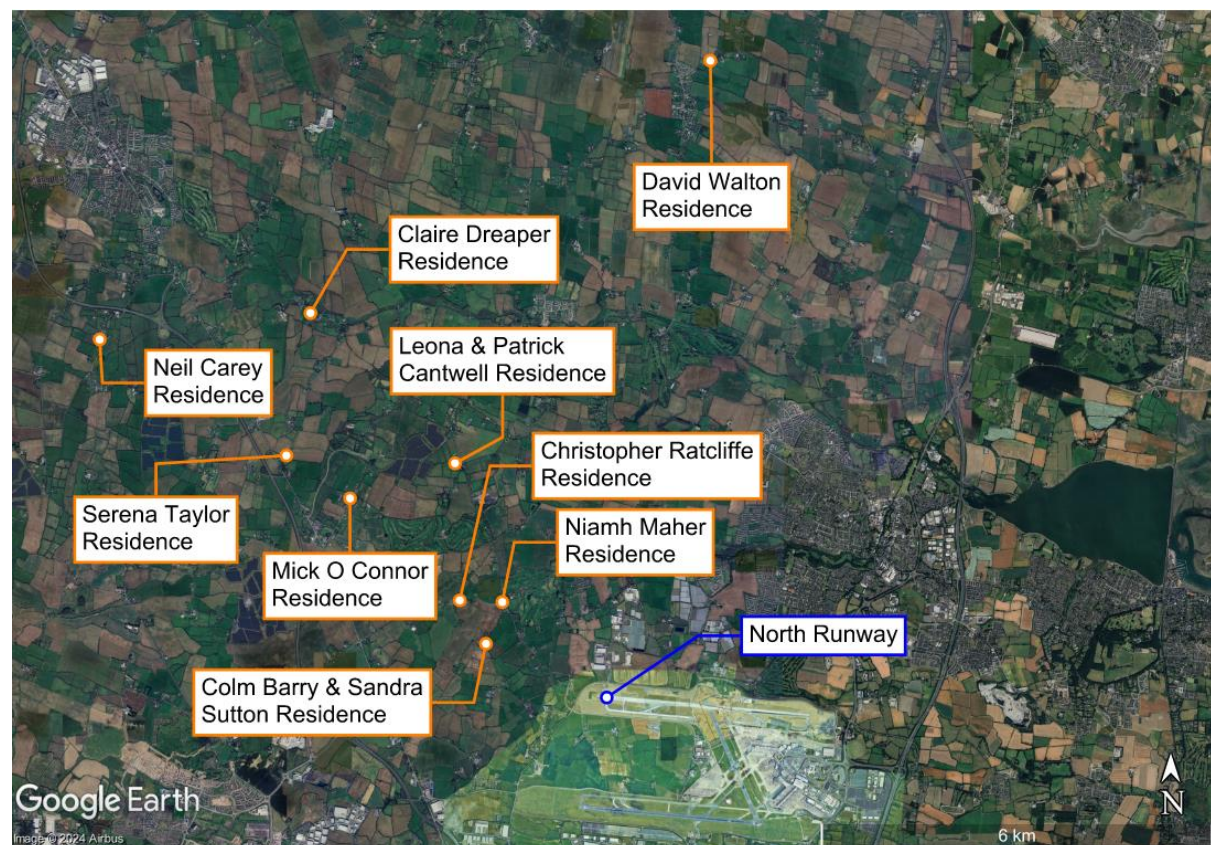 David Walton
Residence
Claire Dreaper
Residence
Leona & Patrick
Cantwell Residence
Neil Carey
Residence
Christopher Ratcliffe
Residence
Serena Taylor
Residence
Niamh Maher
Residence
Mick O Connor
Residence
North Runway
Colm Barry & Sandra
Sutton Residence
Google Earth
Image © 2024 Airbus
6 km
N